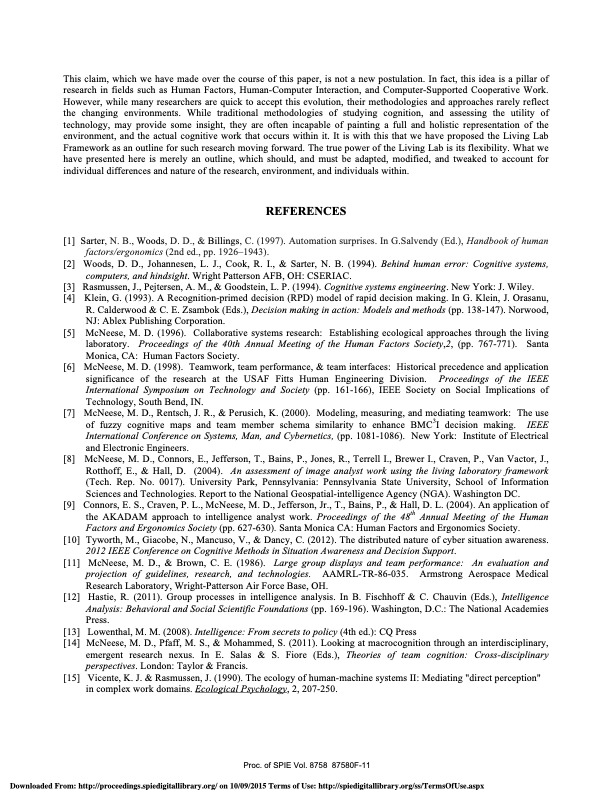 This claim, which we have made over the course of this paper, is not a new postulation. In fact, this idea is a pillar of
research in fields such as Human Factors, Human-Computer Interaction, and Computer-Supported Cooperative Work.
However, while many researchers are quick to accept this evolution, their methodologies and approaches rarely reflect
the changing environments. While traditional methodologies of studying cognition, and assessing the utility of
technology, may provide some insight, they are often incapable of painting a full and holistic representation of the
environment, and the actual cognitive work that occurs within it. It is with this that we have proposed the Living Lab
Framework as an outline for such research moving forward. The true power of the Living Lab is its flexibility. What we
have presented here is merely an outline, which should, and must be adapted, modified, and tweaked to account for
individual differences and nature of the research, environment, and individuals within.
REFERENCES
[1] Sarter, N. B., Woods, D. D., & Billings, C. (1997). Automation surprises. In G.Salvendy (Ed.), Handbook of human
factors/ergonomics (2nd ed., pp. 1926–1943).
[2] Woods, D. D., Johannesen, L. J., Cook, R. I., & Sarter, N. B. (1994). Behind human error: Cognitive systems,
computers, and hindsight. Wright Patterson AFB, OH: CSERIAC.
[3] Rasmussen, J., Pejtersen, A. M., & Goodstein, L. P. (1994). Cognitive systems engineering. New York: J. Wiley.
[4] Klein, G. (1993). A Recognition-primed decision (RPD) model of rapid decision making. In G. Klein, J. Orasanu,
R. Calderwood & C. E. Zsambok (Eds.), Decision making in action: Models and methods (pp. 138-147). Norwood,
NJ: Ablex Publishing Corporation.
[5] McNeese, M. D. (1996). Collaborative systems research: Establishing ecological approaches through the living
laboratory. Proceedings of the 40th Annual Meeting of the Human Factors Society,2, (pp. 767-771). Santa
Monica, CA: Human Factors Society.
[6] McNeese, M. D. (1998). Teamwork, team performance, & team interfaces: Historical precedence and application
significance of the research at the USAF Fitts Human Engineering Division. Proceedings of the IEEE
International Symposium on Technology and Society (pp. 161-166), IEEE Society on Social Implications of
Technology, South Bend, IN.
[7] McNeese, M. D., Rentsch, J. R., & Perusich, K. (2000). Modeling, measuring, and mediating teamwork: The use
of fuzzy cognitive maps and team member schema similarity to enhance BMC3I decision making. IEEE
International Conference on Systems, Man, and Cybernetics, (pp. 1081-1086). New York: Institute of Electrical
and Electronic Engineers.
[8] McNeese, M. D., Connors, E., Jefferson, T., Bains, P., Jones, R., Terrell I., Brewer I., Craven, P., Van Vactor, J.,
Rotthoff, E., & Hall, D. (2004). An assessment of image analyst work using the living laboratory framework
(Tech. Rep. No. 0017). University Park, Pennsylvania: Pennsylvania State University, School of Information
Sciences and Technologies. Report to the National Geospatial-intelligence Agency (NGA). Washington DC.
[9] Connors, E. S., Craven, P. L., McNeese, M. D., Jefferson, Jr., T., Bains, P., & Hall, D. L. (2004). An application of
the AKADAM approach to intelligence analyst work. Proceedings of the 48th Annual Meeting of the Human
Factors and Ergonomics Society (pp. 627-630). Santa Monica CA: Human Factors and Ergonomics Society.
[10] Tyworth, M., Giacobe, N., Mancuso, V., & Dancy, C. (2012). The distributed nature of cyber situation awareness.
2012 IEEE Conference on Cognitive Methods in Situation Awareness and Decision Support.
[11] McNeese, M. D., & Brown, C. E. (1986). Large group displays and team performance: An evaluation and
projection of guidelines, research, and technologies. AAMRL-TR-86-035. Armstrong Aerospace Medical
Research Laboratory, Wright-Patterson Air Force Base, OH.
[12] Hastie, R. (2011). Group processes in intelligence analysis. In B. Fischhoff & C. Chauvin (Eds.), Intelligence
Analysis: Behavioral and Social Scientific Foundations (pp. 169-196). Washington, D.C.: The National Academies
Press.
[13] Lowenthal, M. M. (2008). Intelligence: From secrets to policy (4th ed.): CQ Press
[14] McNeese, M. D., Pfaff, M. S., & Mohammed, S. (2011). Looking at macrocognition through an interdisciplinary,
emergent research nexus. In E. Salas & S. Fiore (Eds.), Theories of team cognition: Cross-disciplinary
perspectives. London: Taylor & Francis.
[15] Vicente, K. J. & Rasmussen, J. (1990). The ecology of human-machine systems II: Mediating "direct perception"
in complex work domains. Ecological Psychology, 2, 207-250.
Proc. of SPIE Vol. 8758 87580F-11
Downloaded From: http://proceedings.spiedigitallibrary.org/ on 10/09/2015 Terms of Use: http://spiedigitallibrary.org/ss/TermsOfUse.aspx